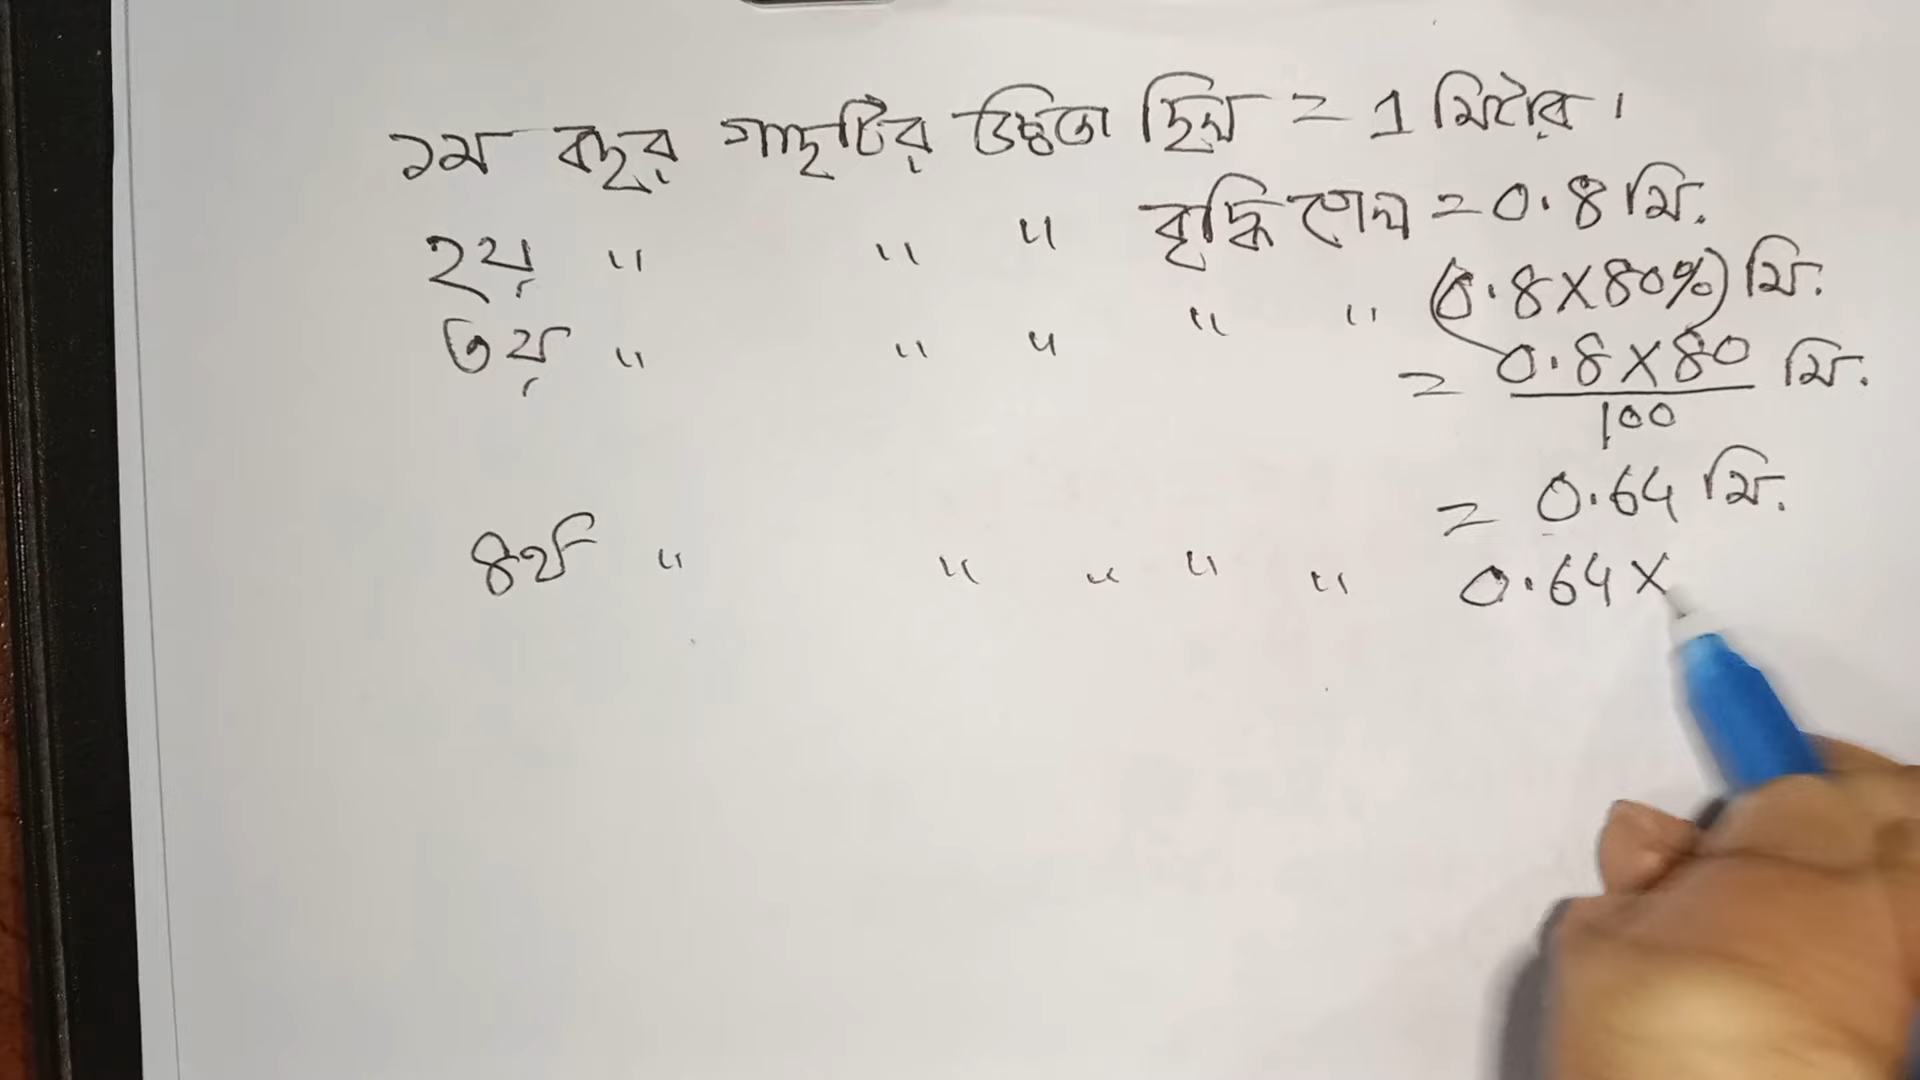 ১ম বছর গাছটির উচ্চতা ছিল = 1 মিটার।
২য় " " " বৃদ্ধি পেল = 0.8 মি.
৩য় " " " " " (0.8×80%) মি.
= 0.8×80/100 মি.
= 0.64 মি.
৪র্থ " " " " " 0.64×